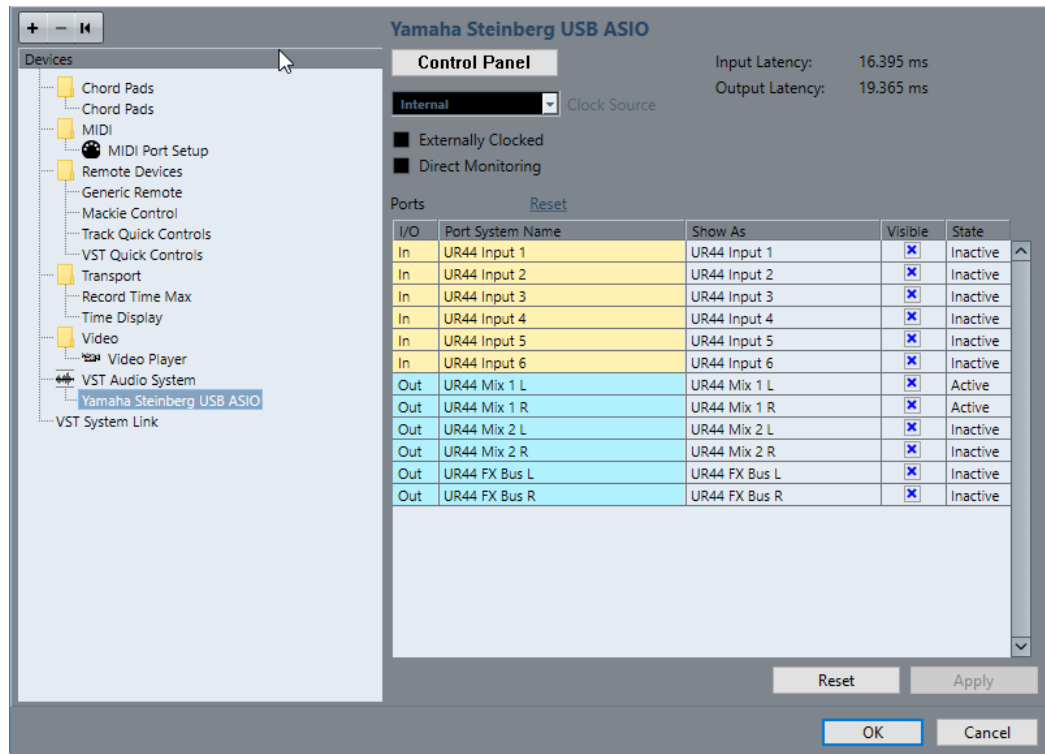 Yamaha Steinberg USB ASIO
Devices
Chord Pads
Chord Pads
MIDI
MIDI Port Setup
Remote Devices
Generic Remote
Mackie Control
Track Quick Controls
VST Quick Controls
Transport
Record Time Max
Time Display
Video
Video Player
VST Audio System
Yamaha Steinberg USB ASIO
VST System Link
Control Panel
Input Latency: 16.395 ms
Output Latency: 19.365 ms
Internal Clock Source
Externally Clocked
Direct Monitoring
Ports Reset
I/O Port System Name Show As Visible State
In UR44 Input 1 UR44 Input 1 Inactive
In UR44 Input 2 UR44 Input 2 Inactive
In UR44 Input 3 UR44 Input 3 Inactive
In UR44 Input 4 UR44 Input 4 Inactive
In UR44 Input 5 UR44 Input 5 Inactive
In UR44 Input 6 UR44 Input 6 Inactive
Out UR44 Mix 1 L UR44 Mix 1 L Active
Out UR44 Mix 1 R UR44 Mix 1 R Active
Out UR44 Mix 2 L UR44 Mix 2 L Inactive
Out UR44 Mix 2 R UR44 Mix 2 R Inactive
Out UR44 FX Bus L UR44 FX Bus L Inactive
Out UR44 FX Bus R UR44 FX Bus R Inactive
Reset Apply
OK Cancel